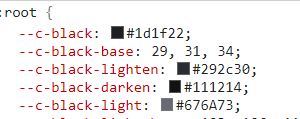 :root {
--c-black: #1d1f22;
--c-black-base: 29, 31, 34;
--c-black-lighten: #292c30;
--c-black-darken: #111214;
--c-black-light: #676A73;